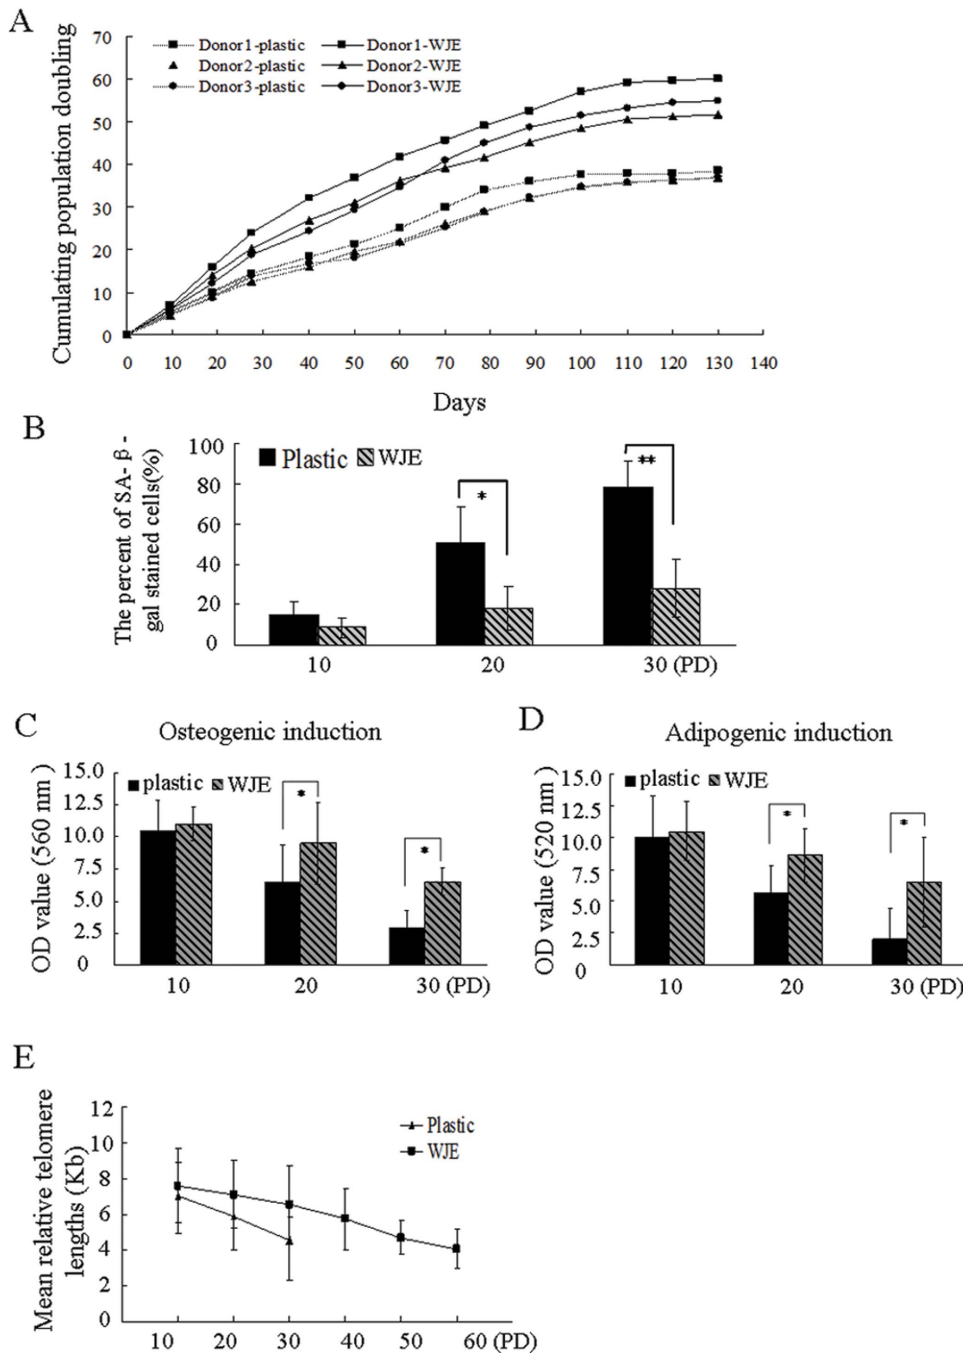 A
Cumulating population doubling
70
60
50
40
30
20
10
0
Donor1-plastic Donor1-WJE
Donor2-plastic Donor2-WJE
Donor3-plastic Donor3-WJE
0 10 20 30 40 50 60 70 80 90 100 110 120 130 140
Days
B
The percent of SA- β -
gal stained cells(%)
100
80
60
40
20
0
Plastic WJE
*
**
10 20 30 (PD)
C
Osteogenic induction
OD value (560 nm )
15.0
12.5
10.0
7.5
5.0
2.5
0
plastic WJE
*
*
10 20 30 (PD)
D
Adipogenic induction
OD value (520 nm )
15.0
12.5
10.0
7.5
5.0
2.5
0
plastic WJE
*
*
10 20 30 (PD)
E
Mean relative telomere
lengths (Kb)
12
10
8
6
4
2
0
Plastic
WJE
10 20 30 40 50 60 (PD)